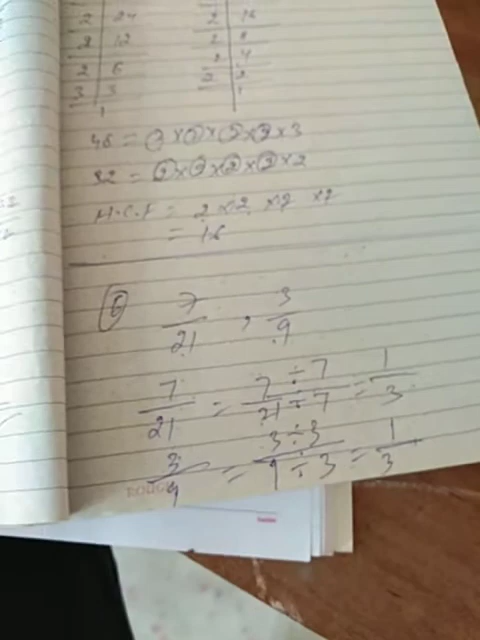 2 | 24 2 | 16
2 | 12 2 | 8
2 | 6 2 | 4
3 | 3 2 | 2
1 1
48 = 2 × 2 × 2 × 2 × 3
32 = 2 × 2 × 2 × 2 × 2
H.C.F = 2 × 2 × 2 × 2
= 16
6 7/21 , 3/9
7/21 = 7 ÷ 7/21 ÷ 7 = 1/3
3/9 = 3 ÷ 3/9 ÷ 3 = 1/3